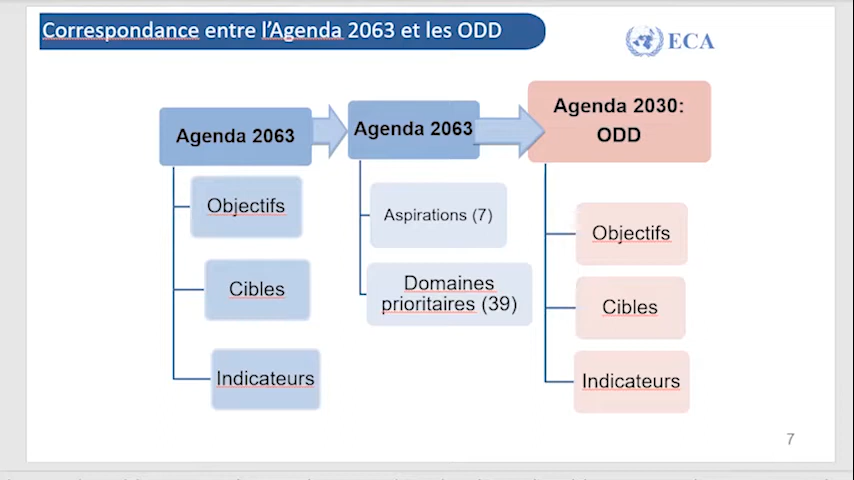 Correspondance entre l'Agenda 2063 et les ODD
ECA
Agenda 2063
Objectifs
Cibles
Indicateurs
Agenda 2063
Aspirations (7)
Domaines
prioritaires (39)
Agenda 2030:
ODD
Objectifs
Cibles
Indicateurs
7